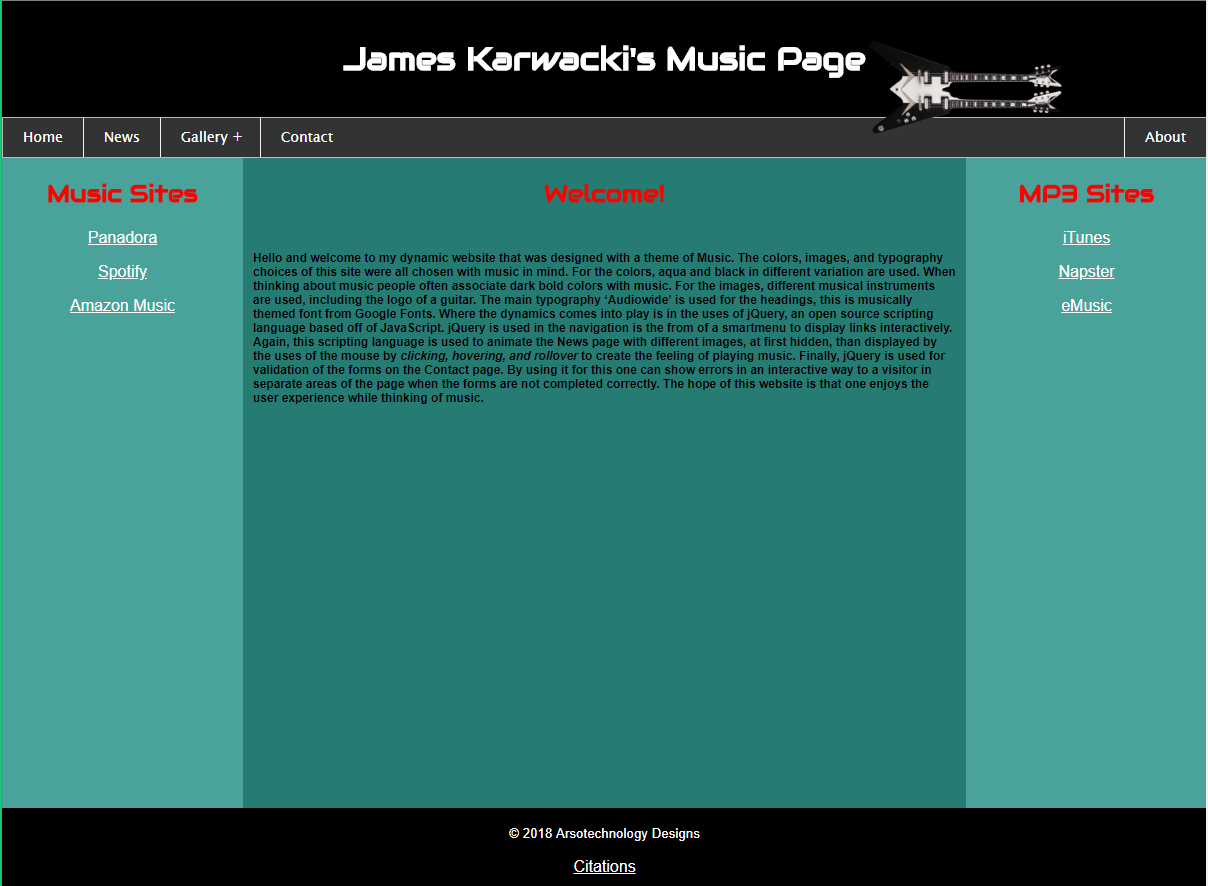 James Karwacki's Music Page
Home News Gallery + Contact About
Music Sites
Panadora
Spotify
Amazon Music
Welcome!
Hello and welcome to my dynamic website that was designed with a theme of Music. The colors, images, and typography
choices of this site were all chosen with music in mind. For the colors, aqua and black in different variation are used. When
thinking about music people often associate dark bold colors with music. For the images, different musical instruments
are used, including the logo of a guitar. The main typography ‘Audiowide’ is used for the headings, this is musically
themed font from Google Fonts. Where the dynamics comes into play is in the uses of jQuery, an open source scripting
language based off of JavaScript. jQuery is used in the navigation is the from of a smartmenu to display links interactively.
Again, this scripting language is used to animate the News page with different images, at first hidden, than displayed by
the uses of the mouse by clicking, hovering, and rollover to create the feeling of playing music. Finally, jQuery is used for
validation of the forms on the Contact page. By using it for this one can show errors in an interactive way to a visitor in
separate areas of the page when the forms are not completed correctly. The hope of this website is that one enjoys the
user experience while thinking of music.
MP3 Sites
iTunes
Napster
eMusic
© 2018 Arsotechnology Designs
Citations